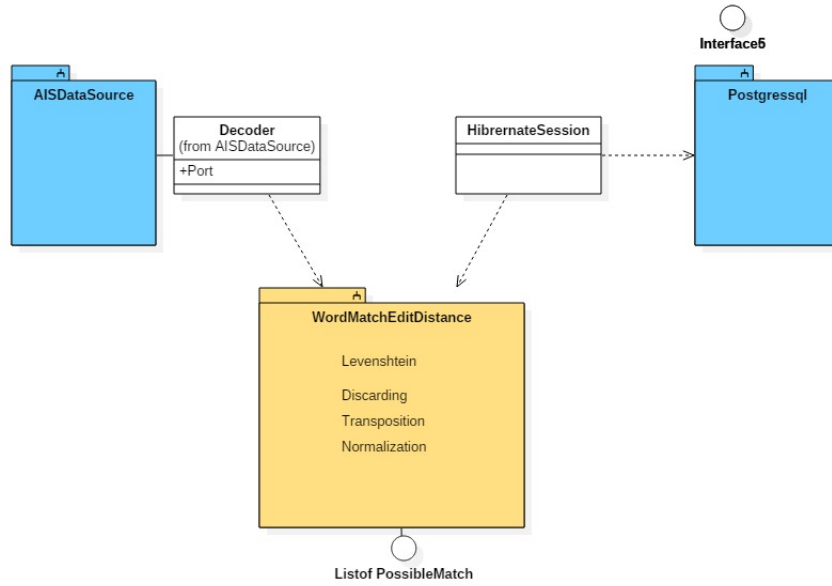 Interface5
AISDataSource
Postgressql
Decoder
(from AISDataSource)
+Port
HibrernateSession
WordMatchEditDistance
Levenshtein
Discarding
Transposition
Normalization
Listof PossibleMatch